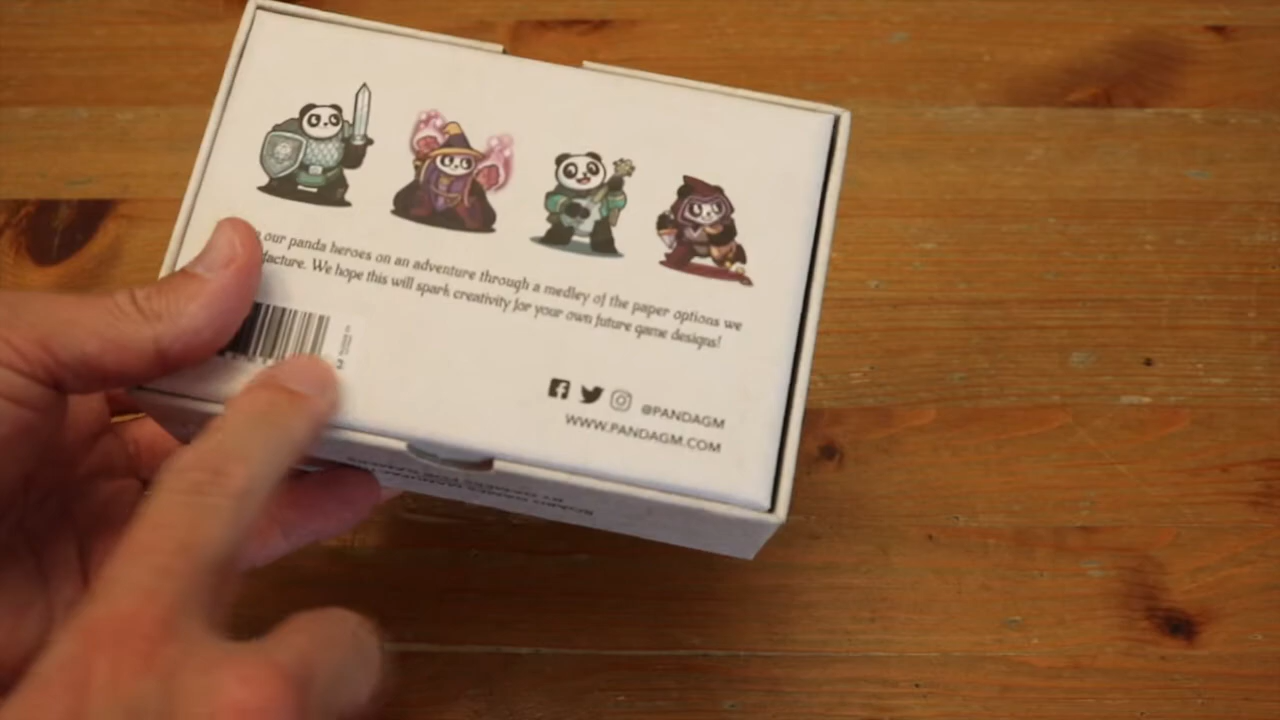 our panda heroes on an adventure through a medley of the paper options we
facture. We hope this will spark creativity for your own future game designs!
@PANDAGM
WWW.PANDAGM.COM